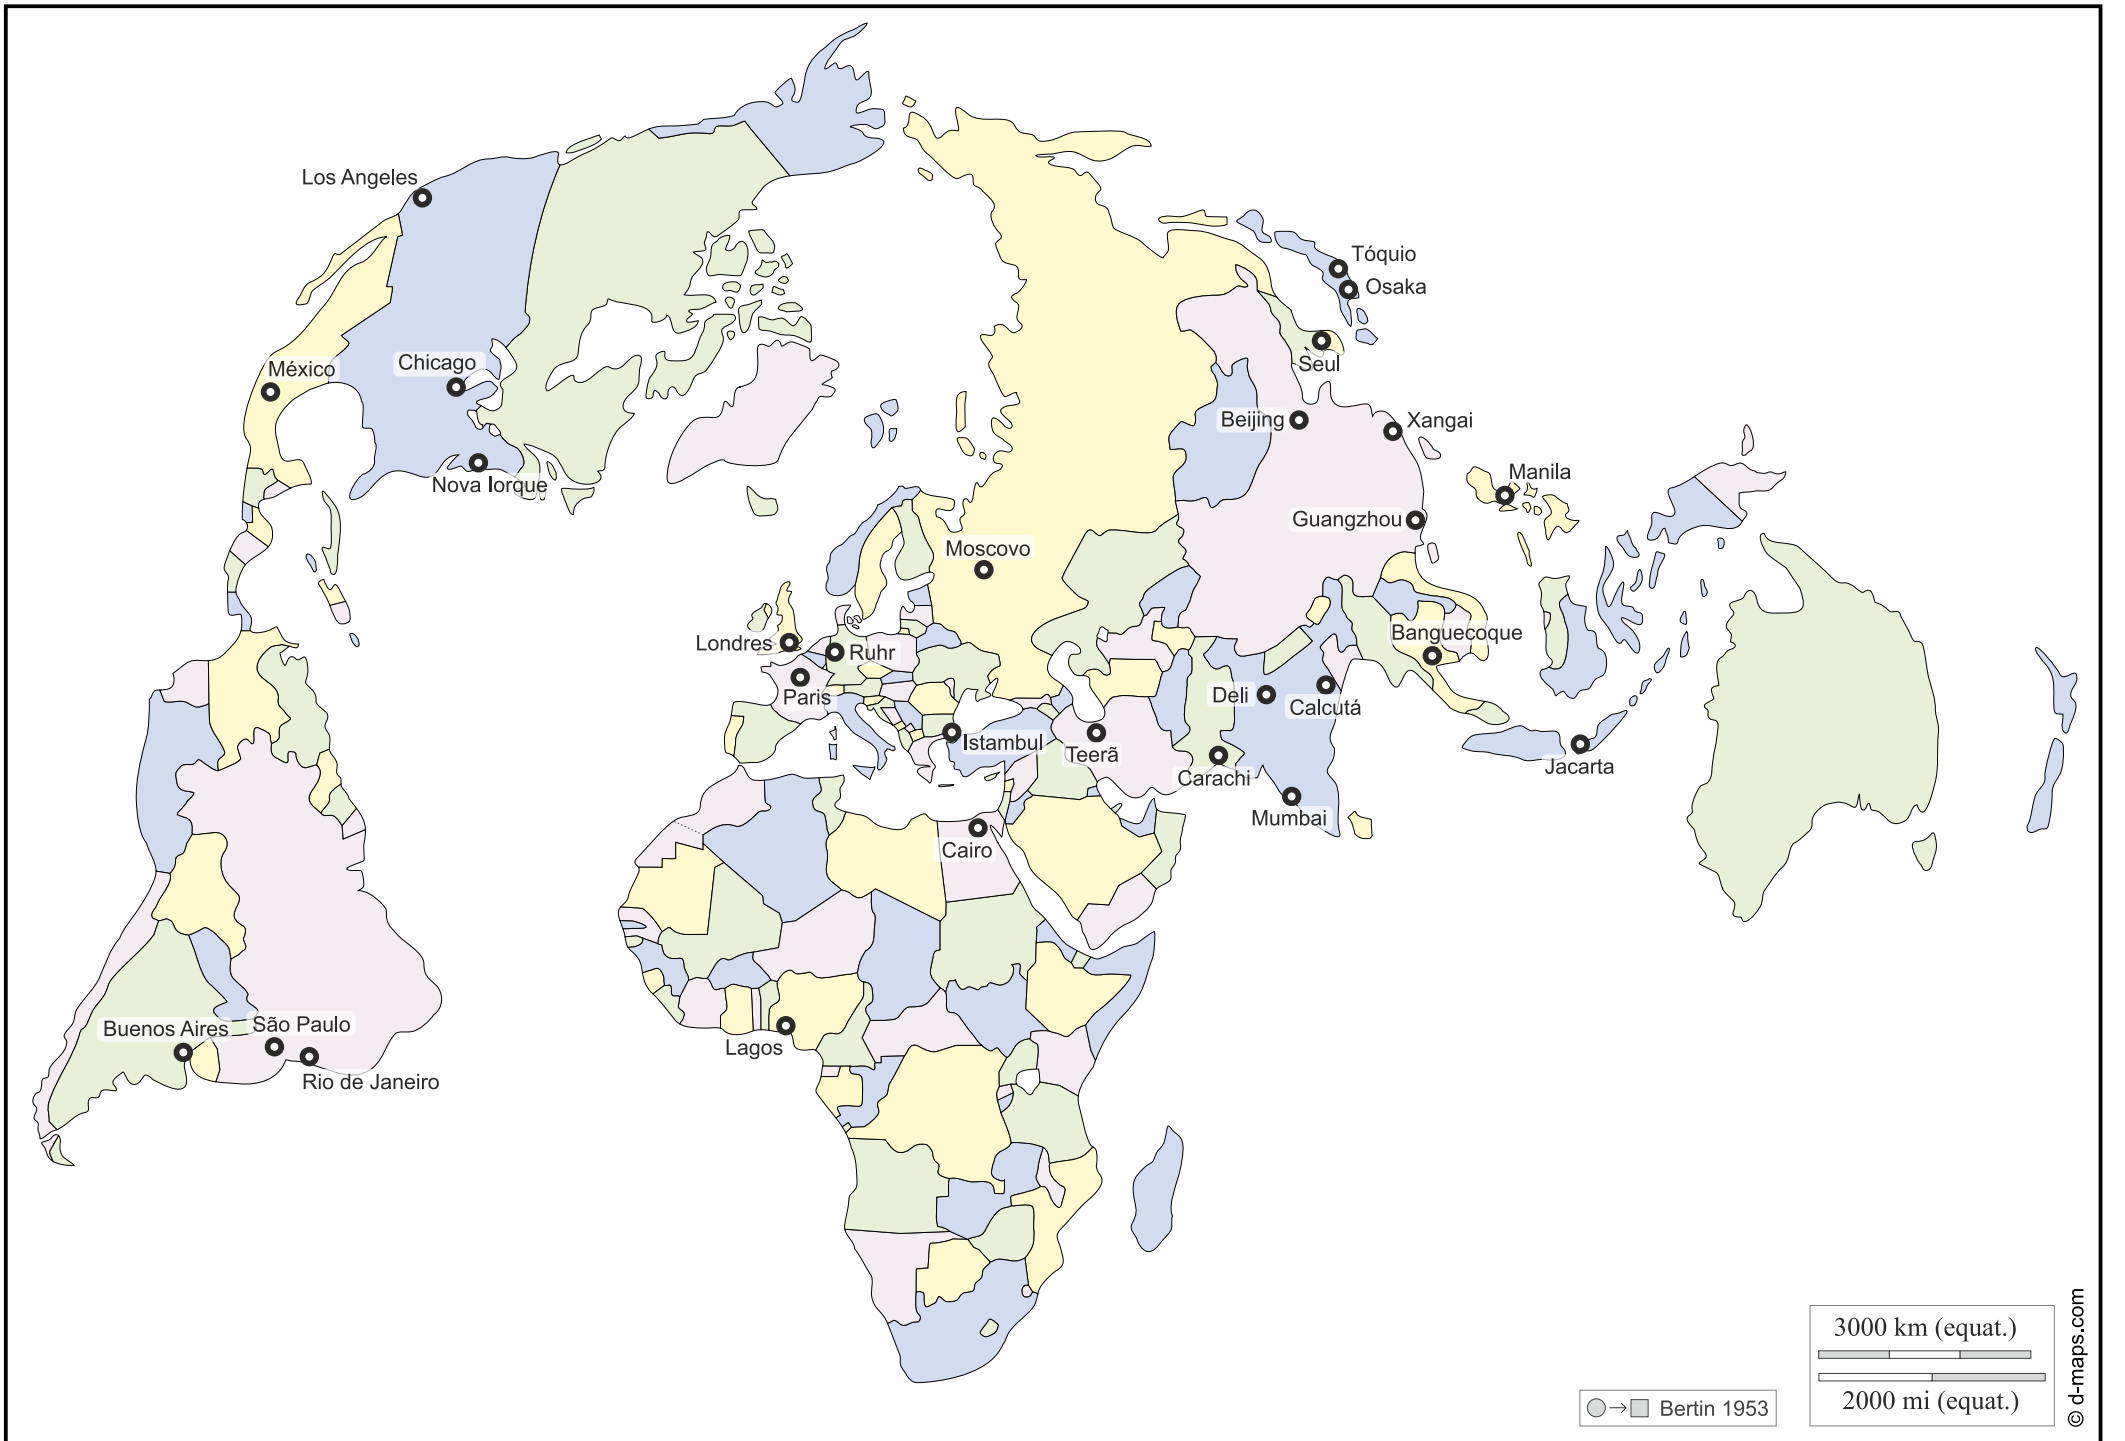 Los Angeles
Tóquio
Osaka
Seul
México
Chicago
Beijing
Xangai
Manila
Nova Iorque
Guangzhou
Moscovo
Londres
Ruhr
Banguecoque
Paris
Deli
Calcutá
Istambul
Teerã
Carachi
Jacarta
Mumbai
Cairo
Buenos Aires
São Paulo
Lagos
Rio de Janeiro
3000 km (equat.)
2000 mi (equat.)
Bertin 1953
© d-maps.com